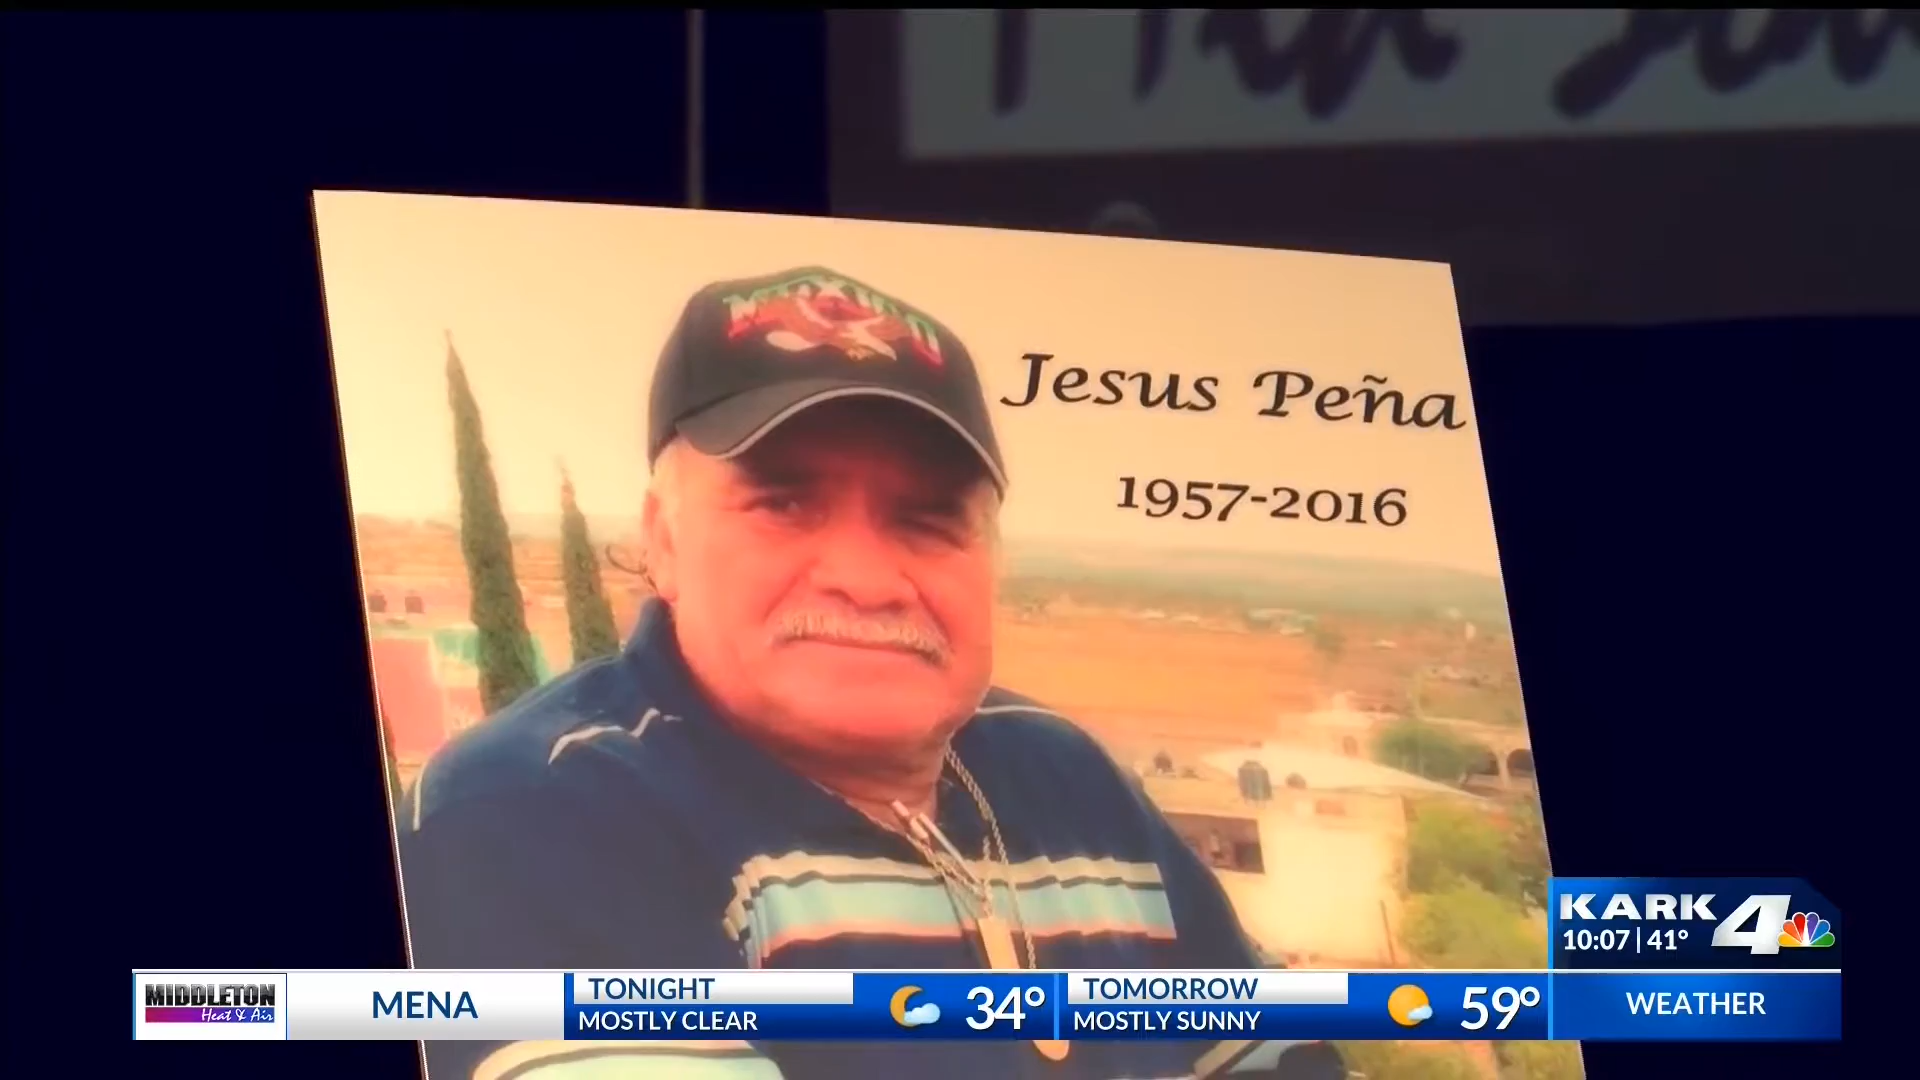 MEXICO
Jesus Peña
1957-2016
KARK 4
10:07 | 41°
MIDDLETON
Heat & Air
MENA
TONIGHT
MOSTLY CLEAR
34°
TOMORROW
MOSTLY SUNNY
59°
WEATHER